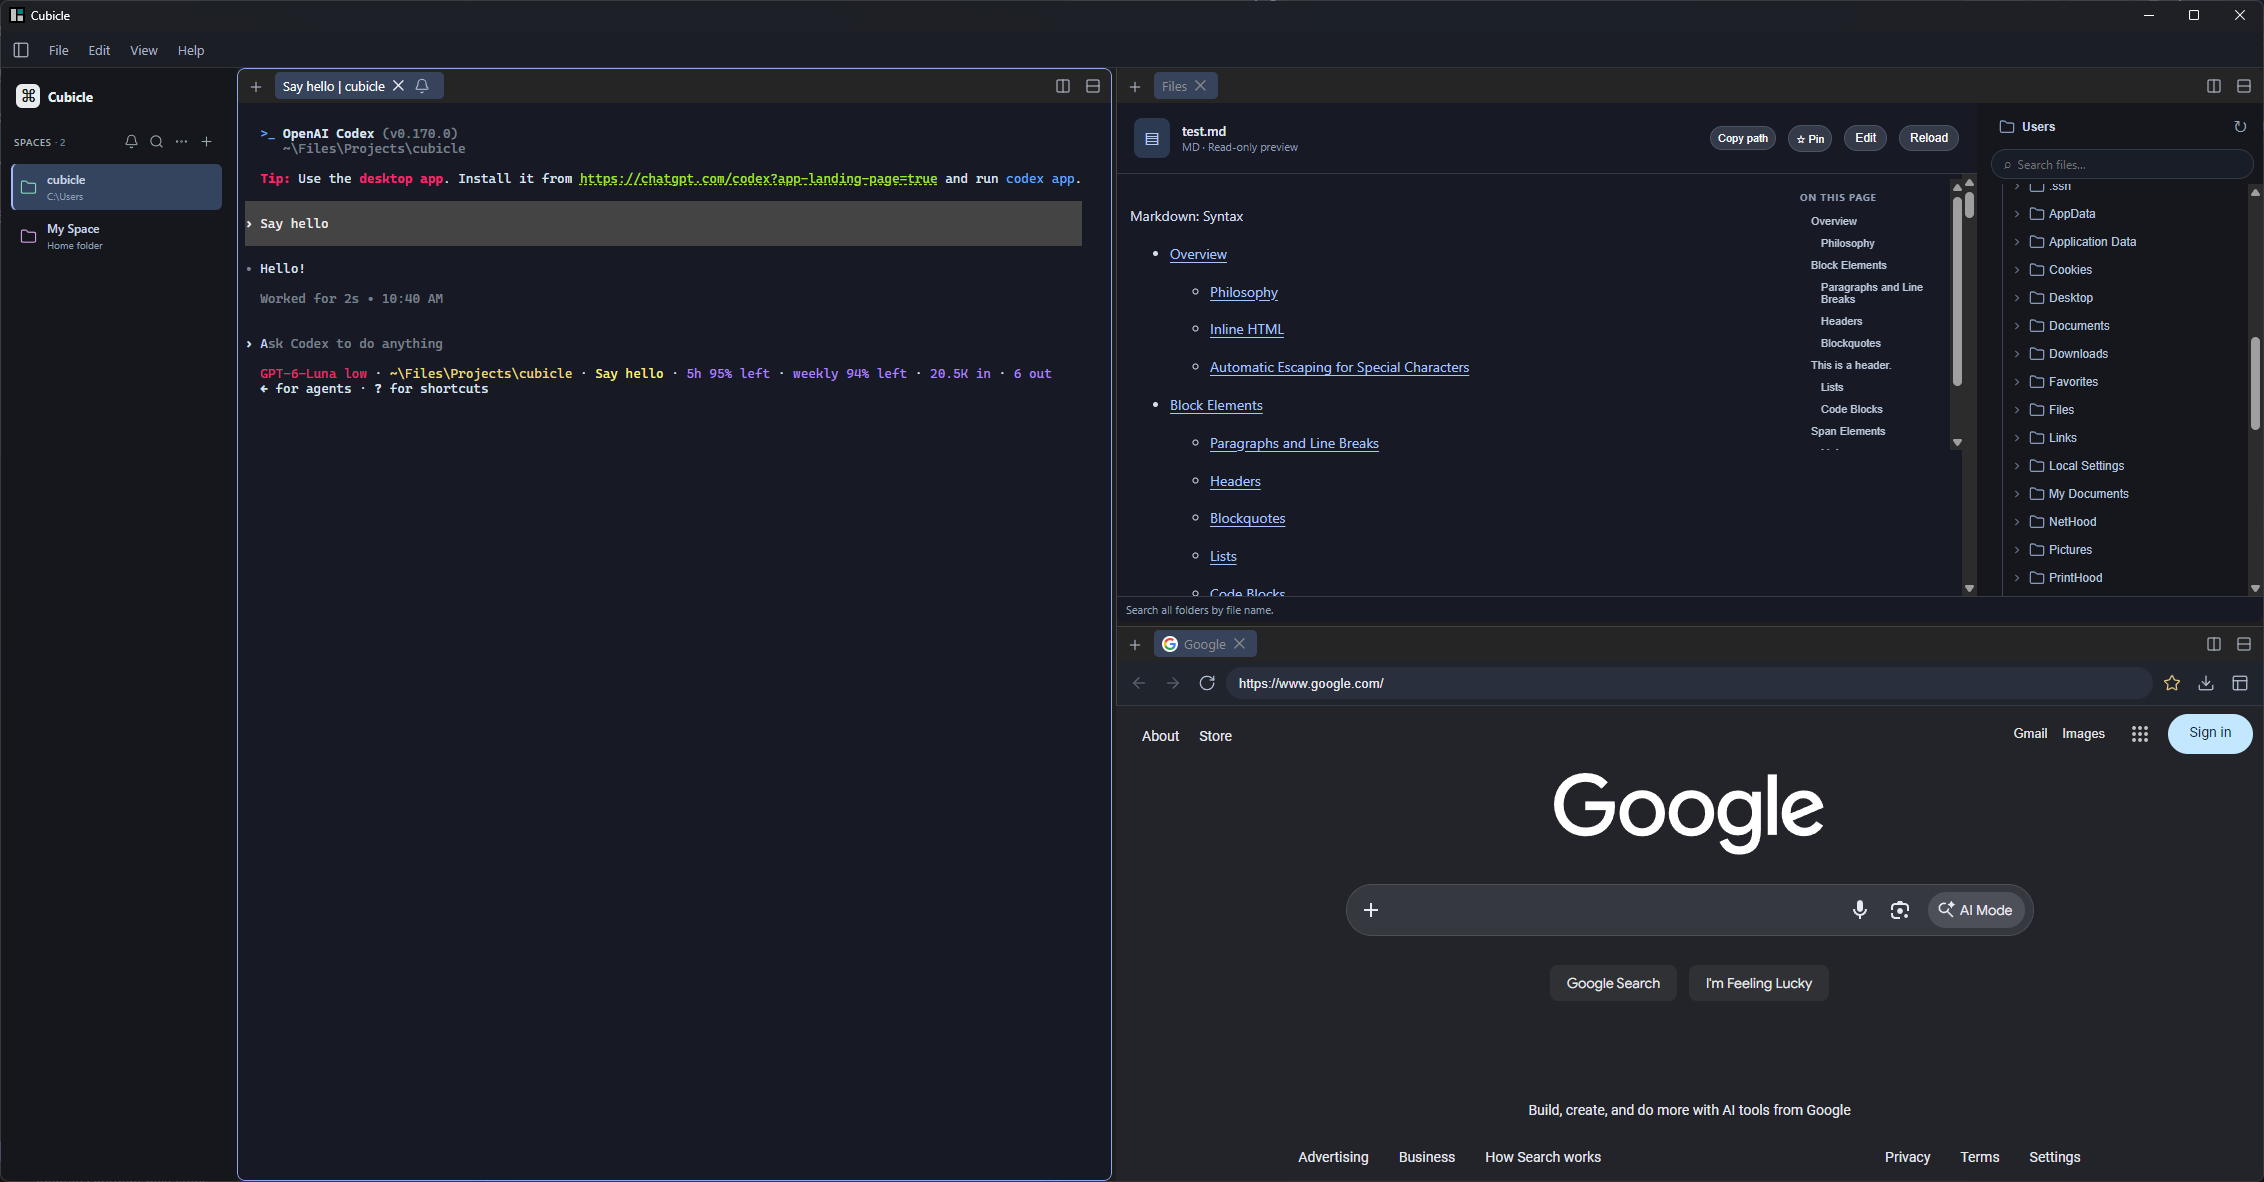 Cubicle
File Edit View Help
Cubicle
SPACES · 2
cubicle
C:\Users
My Space
Home folder
Say hello | cubicle
>_ OpenAI Codex (v0.170.0)
~\Files\Projects\cubicle
Tip: Use the desktop app. Install it from https://chatgpt.com/codex?app-landing-page=true and run codex app.
› Say hello
• Hello!
Worked for 2s • 10:40 AM
› Ask Codex to do anything
GPT-6-Luna low · ~\Files\Projects\cubicle · Say hello · 5h 95% left · weekly 94% left · 20.5K in · 6 out
← for agents · ? for shortcuts
Files
test.md
MD · Read-only preview
Copy path
☆ Pin
Edit
Reload
Markdown: Syntax
Overview
Philosophy
Inline HTML
Automatic Escaping for Special Characters
Block Elements
Paragraphs and Line Breaks
Headers
Blockquotes
Lists
Code Blocks
ON THIS PAGE
Overview
Philosophy
Block Elements
Paragraphs and Line
Breaks
Headers
Blockquotes
This is a header.
Lists
Code Blocks
Span Elements
Users
Search files...
.ssh
AppData
Application Data
Cookies
Desktop
Documents
Downloads
Favorites
Files
Links
Local Settings
My Documents
NetHood
Pictures
PrintHood
Search all folders by file name.
Google
https://www.google.com/
About Store
Gmail Images
Sign in
Google
AI Mode
Google Search
I'm Feeling Lucky
Build, create, and do more with AI tools from Google
Advertising Business How Search works
Privacy Terms Settings